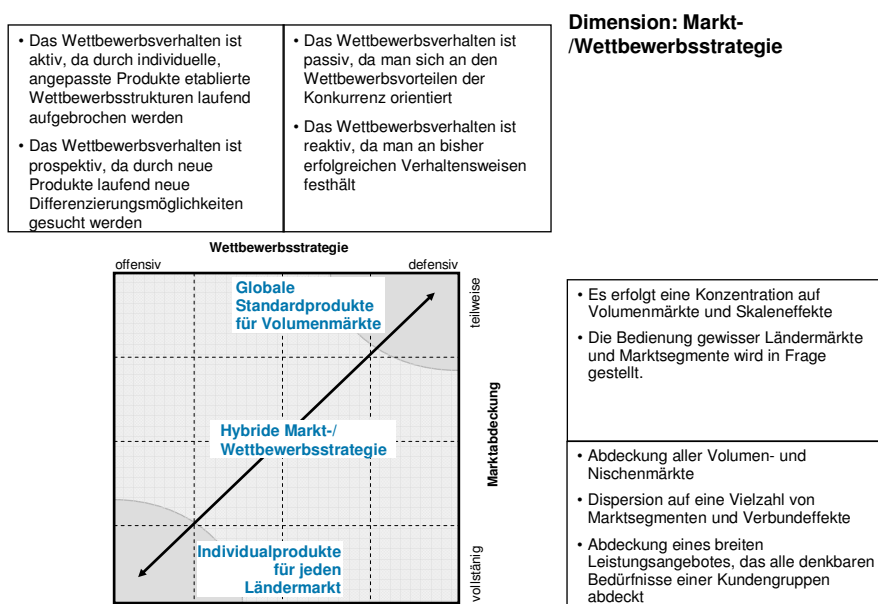 Dimension: Markt-
/Wettbewerbsstrategie
• Das Wettbewerbsverhalten ist
aktiv, da durch individuelle,
angepasste Produkte etablierte
Wettbewerbsstrukturen laufend
aufgebrochen werden
• Das Wettbewerbsverhalten ist
prospektiv, da durch neue
Produkte laufend neue
Differenzierungsmöglichkeiten
gesucht werden
• Das Wettbewerbsverhalten ist
passiv, da man sich an den
Wettbewerbsvorteilen der
Konkurrenz orientiert
• Das Wettbewerbsverhalten ist
reaktiv, da man an bisher
erfolgreichen Verhaltensweisen
festhält
Wettbewerbsstrategie
offensiv
defensiv
Globale
Standardprodukte
für Volumenmärkte
Hybride Markt-/
Wettbewerbsstrategie
Individualprodukte
für jeden
Ländermarkt
teilweise
Marktabdeckung
vollstänig
• Es erfolgt eine Konzentration auf
Volumenmärkte und Skaleneffekte
• Die Bedienung gewisser Ländermärkte
und Marktsegmente wird in Frage
gestellt.
• Abdeckung aller Volumen- und
Nischenmärkte
• Dispersion auf eine Vielzahl von
Marktsegmenten und Verbundeffekte
• Abdeckung eines breiten
Leistungsangebotes, das alle denkbaren
Bedürfnisse einer Kundengruppen
abdeckt